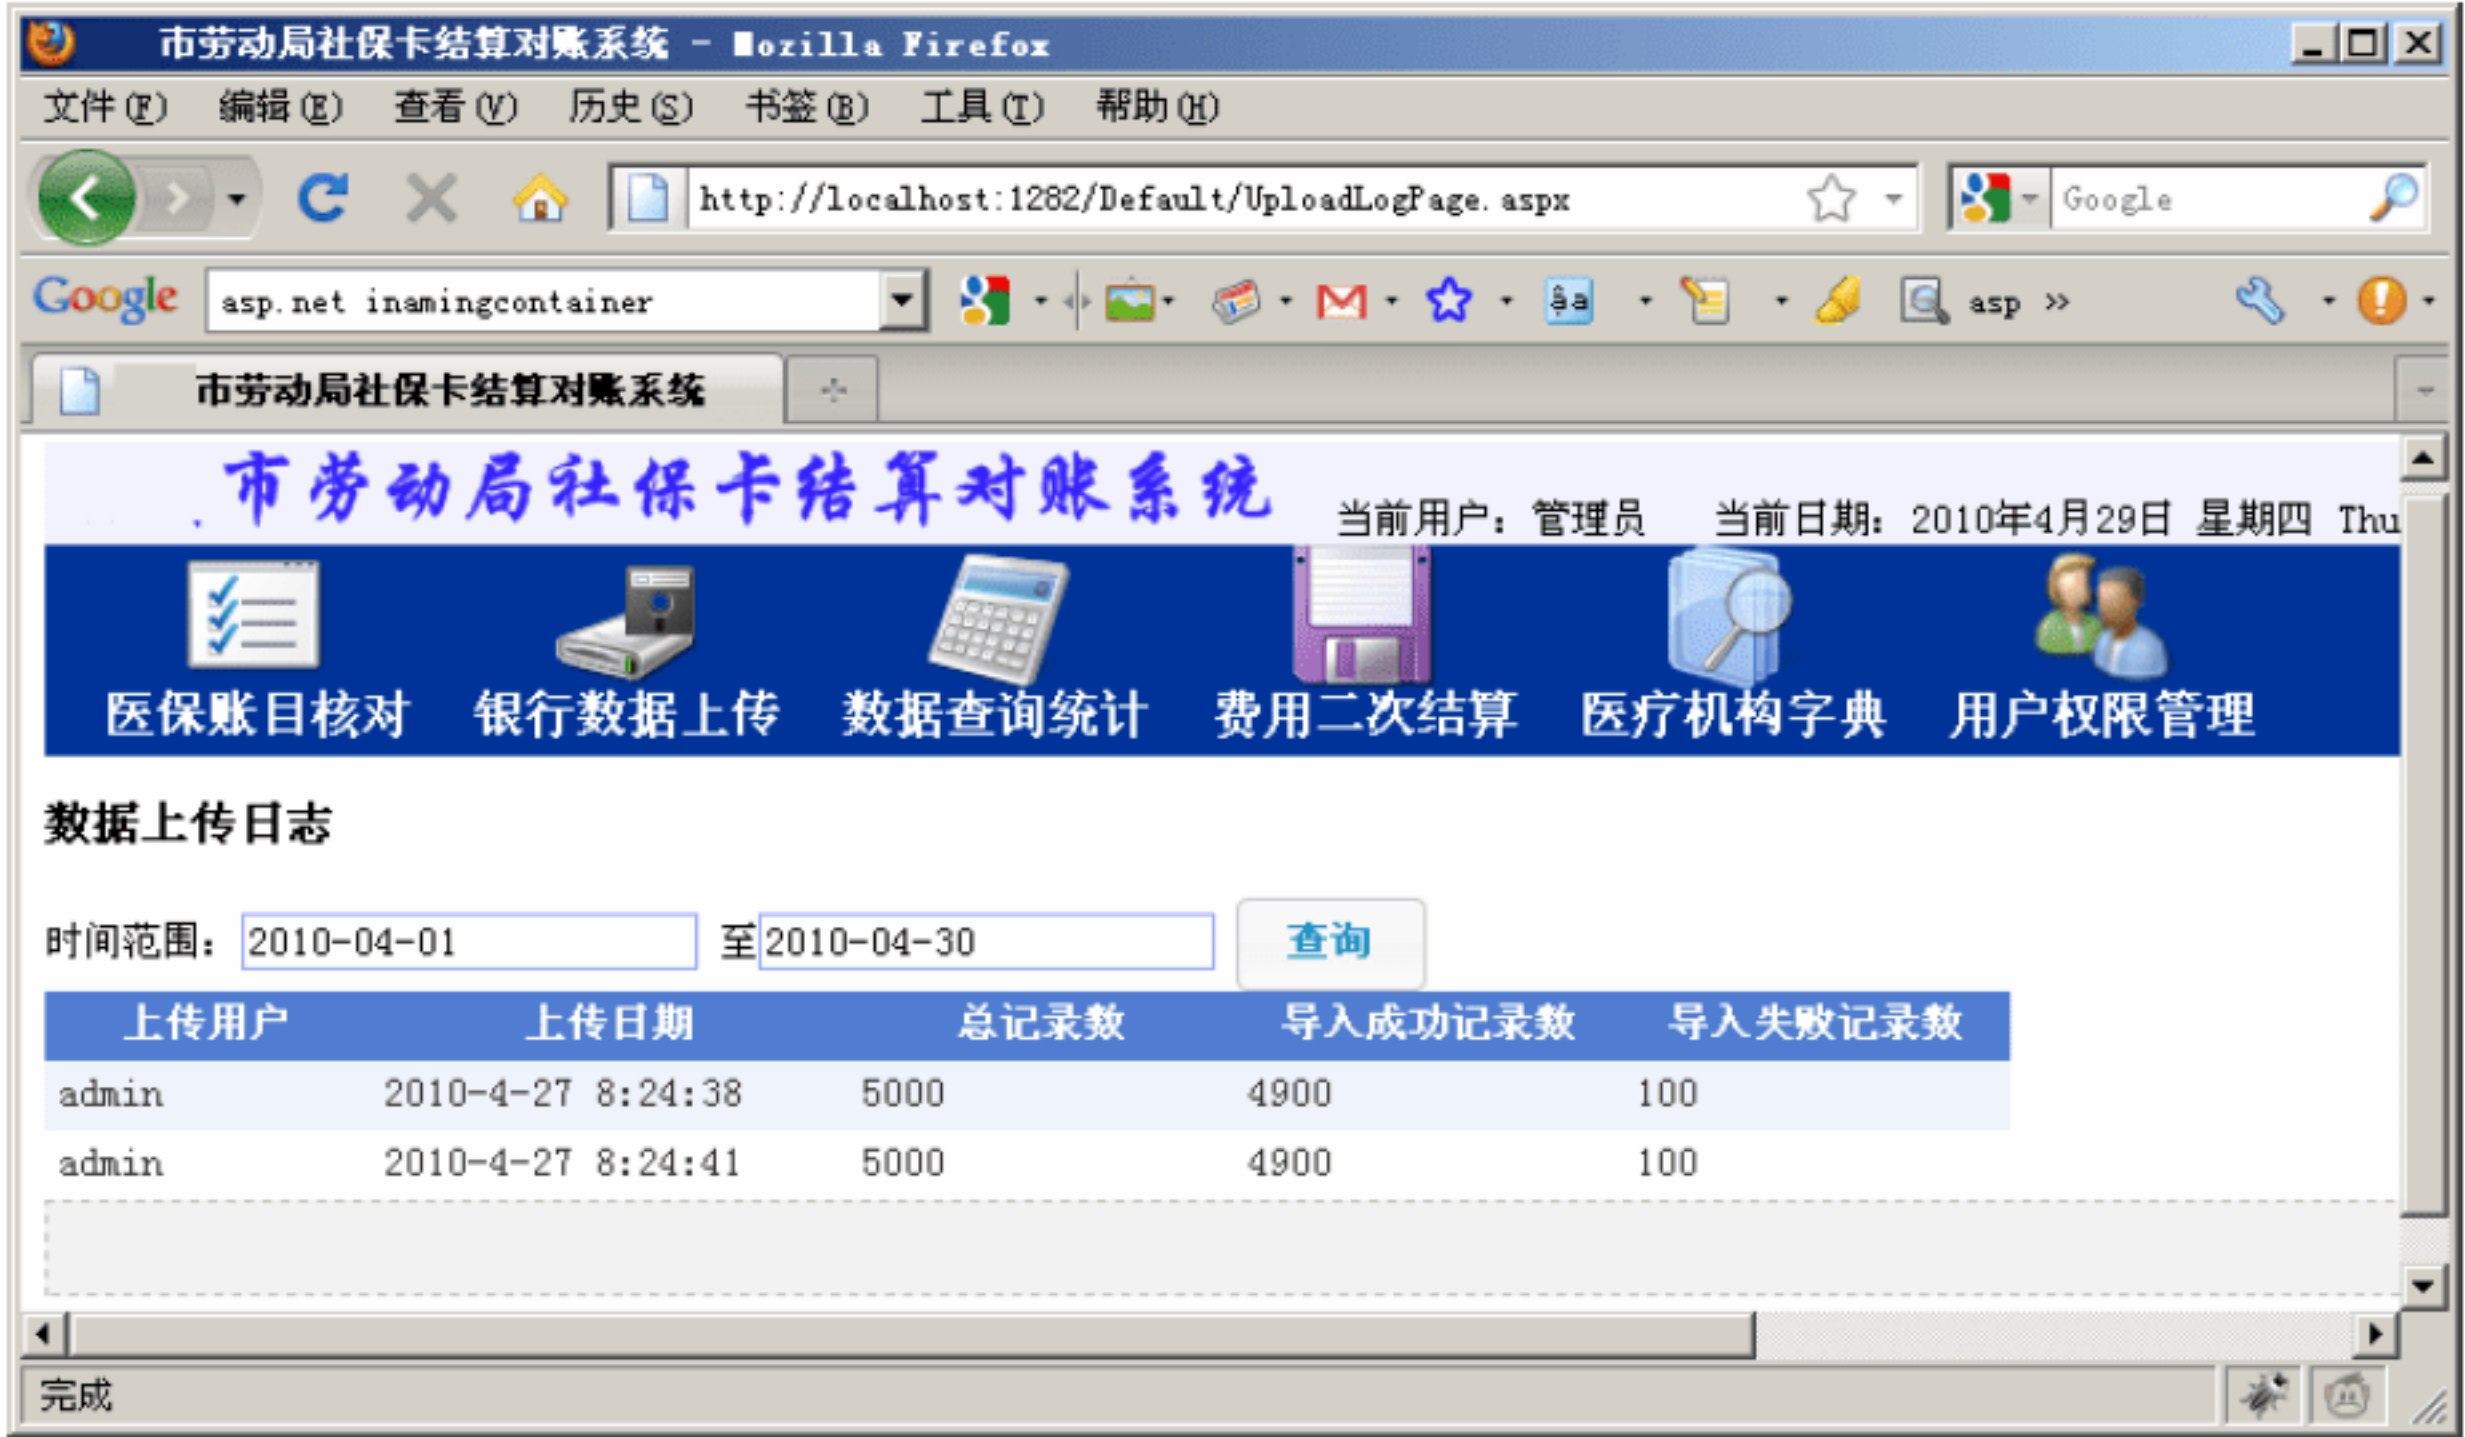 市劳动局社保卡结算对账系统 - Mozilla Firefox
文件(F) 编辑(E) 查看(V) 历史(S) 书签(B) 工具(T) 帮助(H)
http://localhost:1282/Default/UploadLogPage.aspx Google
Google asp.net inamingcontainer asp »
市劳动局社保卡结算对账系统
市劳动局社保卡结算对账系统 当前用户：管理员 当前日期：2010年4月29日 星期四 Thu
医保账目核对 银行数据上传 数据查询统计 费用二次结算 医疗机构字典 用户权限管理
数据上传日志
时间范围：2010-04-01 至2010-04-30 查询
上传用户 上传日期 总记录数 导入成功记录数 导入失败记录数
admin 2010-4-27 8:24:38 5000 4900 100
admin 2010-4-27 8:24:41 5000 4900 100
完成